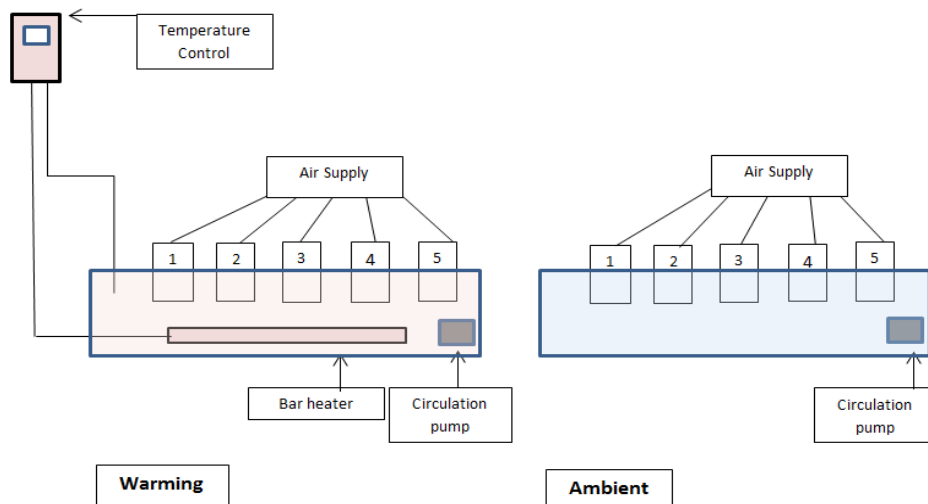 Temperature
Control
Air Supply
Air Supply
1 2 3 4 5
1 2 3 4 5
Bar heater
Circulation
pump
Circulation
pump
Warming
Ambient